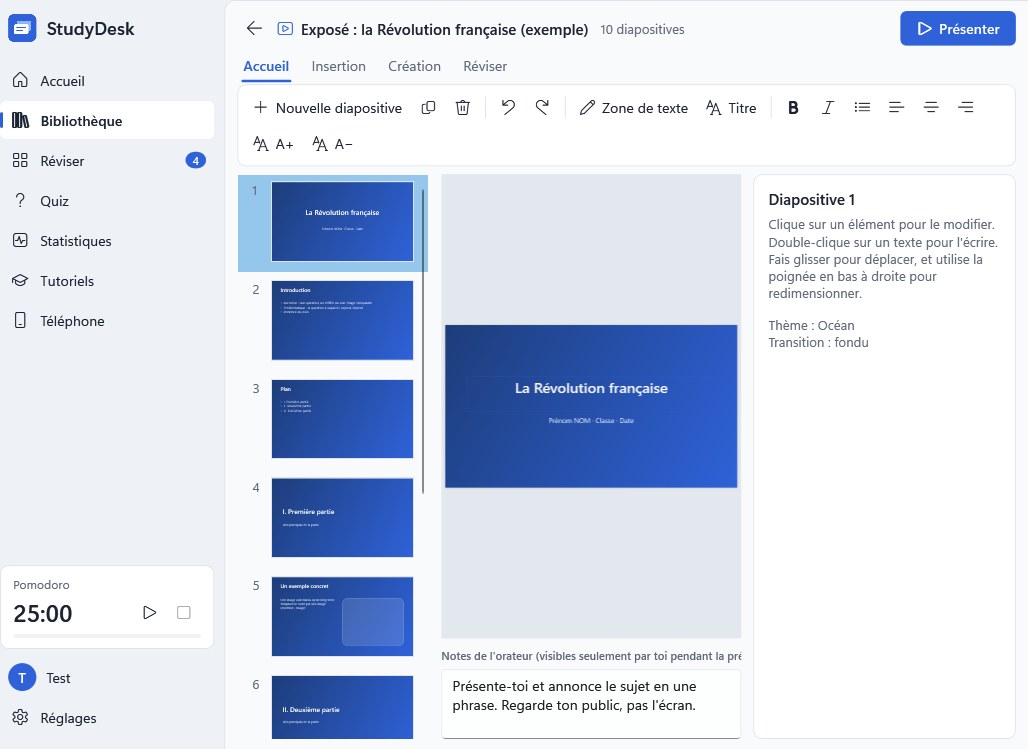 StudyDesk
Accueil
Bibliothèque
Réviser
4
Quiz
Statistiques
Tutoriels
Téléphone
Pomodoro
25:00
T
Test
Réglages
Exposé : la Révolution française (exemple)
10 diapositives
Présenter
Accueil
Insertion
Création
Réviser
Nouvelle diapositive
Zone de texte
Titre
B
I
A+
A−
1
La Révolution française
2
Introduction
3
Plan
4
I. Première partie
5
Un exemple concret
6
II. Deuxième partie
La Révolution française
Prénom NOM · Classe · Date
Notes de l'orateur (visibles seulement par toi pendant la pré
Présente-toi et annonce le sujet en une
phrase. Regarde ton public, pas l'écran.
Diapositive 1
Clique sur un élément pour le modifier.
Double-clique sur un texte pour l'écrire.
Fais glisser pour déplacer, et utilise la
poignée en bas à droite pour
redimensionner.
Thème : Océan
Transition : fondu